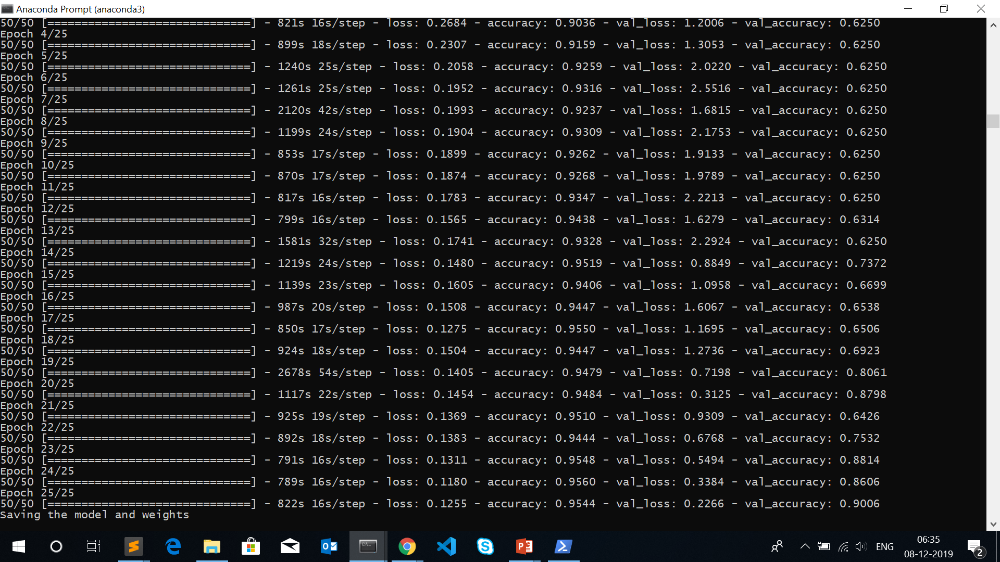 Anaconda Prompt (anaconda3)
50/50 [==============================] - 821s 16s/step - loss: 0.2684 - accuracy: 0.9036 - val_loss: 1.2006 - val_accuracy: 0.6250
Epoch 4/25
50/50 [==============================] - 899s 18s/step - loss: 0.2307 - accuracy: 0.9159 - val_loss: 1.3053 - val_accuracy: 0.6250
Epoch 5/25
50/50 [==============================] - 1240s 25s/step - loss: 0.2058 - accuracy: 0.9259 - val_loss: 2.0220 - val_accuracy: 0.6250
Epoch 6/25
50/50 [==============================] - 1261s 25s/step - loss: 0.1952 - accuracy: 0.9316 - val_loss: 2.5516 - val_accuracy: 0.6250
Epoch 7/25
50/50 [==============================] - 2120s 42s/step - loss: 0.1993 - accuracy: 0.9237 - val_loss: 1.6815 - val_accuracy: 0.6250
Epoch 8/25
50/50 [==============================] - 1199s 24s/step - loss: 0.1904 - accuracy: 0.9309 - val_loss: 2.1753 - val_accuracy: 0.6250
Epoch 9/25
50/50 [==============================] - 853s 17s/step - loss: 0.1899 - accuracy: 0.9262 - val_loss: 1.9133 - val_accuracy: 0.6250
Epoch 10/25
50/50 [==============================] - 870s 17s/step - loss: 0.1874 - accuracy: 0.9268 - val_loss: 1.9789 - val_accuracy: 0.6250
Epoch 11/25
50/50 [==============================] - 817s 16s/step - loss: 0.1783 - accuracy: 0.9347 - val_loss: 2.2213 - val_accuracy: 0.6250
Epoch 12/25
50/50 [==============================] - 799s 16s/step - loss: 0.1565 - accuracy: 0.9438 - val_loss: 1.6279 - val_accuracy: 0.6314
Epoch 13/25
50/50 [==============================] - 1581s 32s/step - loss: 0.1741 - accuracy: 0.9328 - val_loss: 2.2924 - val_accuracy: 0.6250
Epoch 14/25
50/50 [==============================] - 1219s 24s/step - loss: 0.1480 - accuracy: 0.9519 - val_loss: 0.8849 - val_accuracy: 0.7372
Epoch 15/25
50/50 [==============================] - 1139s 23s/step - loss: 0.1605 - accuracy: 0.9406 - val_loss: 1.0958 - val_accuracy: 0.6699
Epoch 16/25
50/50 [==============================] - 987s 20s/step - loss: 0.1508 - accuracy: 0.9447 - val_loss: 1.6067 - val_accuracy: 0.6538
Epoch 17/25
50/50 [==============================] - 850s 17s/step - loss: 0.1275 - accuracy: 0.9550 - val_loss: 1.1695 - val_accuracy: 0.6506
Epoch 18/25
50/50 [==============================] - 924s 18s/step - loss: 0.1504 - accuracy: 0.9447 - val_loss: 1.2736 - val_accuracy: 0.6923
Epoch 19/25
50/50 [==============================] - 2678s 54s/step - loss: 0.1405 - accuracy: 0.9479 - val_loss: 0.7198 - val_accuracy: 0.8061
Epoch 20/25
50/50 [==============================] - 1117s 22s/step - loss: 0.1454 - accuracy: 0.9484 - val_loss: 0.3125 - val_accuracy: 0.8798
Epoch 21/25
50/50 [==============================] - 925s 19s/step - loss: 0.1369 - accuracy: 0.9510 - val_loss: 0.9309 - val_accuracy: 0.6426
Epoch 22/25
50/50 [==============================] - 892s 18s/step - loss: 0.1383 - accuracy: 0.9444 - val_loss: 0.6768 - val_accuracy: 0.7532
Epoch 23/25
50/50 [==============================] - 791s 16s/step - loss: 0.1311 - accuracy: 0.9548 - val_loss: 0.5494 - val_accuracy: 0.8814
Epoch 24/25
50/50 [==============================] - 789s 16s/step - loss: 0.1180 - accuracy: 0.9560 - val_loss: 0.3384 - val_accuracy: 0.8606
Epoch 25/25
50/50 [==============================] - 822s 16s/step - loss: 0.1255 - accuracy: 0.9544 - val_loss: 0.2266 - val_accuracy: 0.9006
Saving the model and weights
ENG
06:35
08-12-2019
2